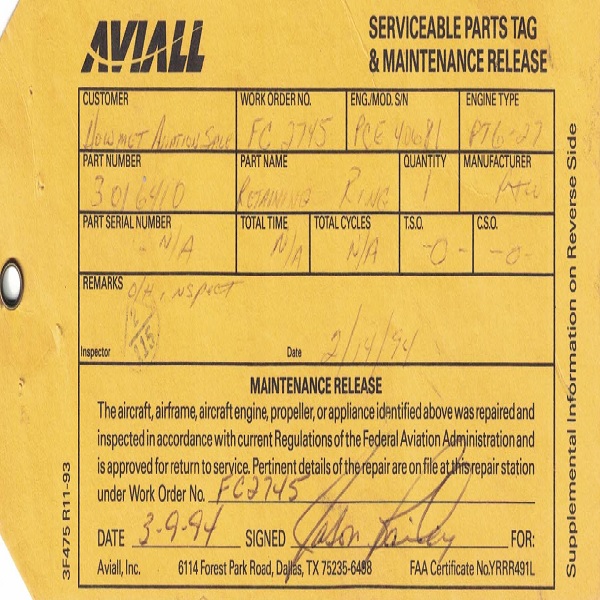 AVIALL
SERVICEABLE PARTS TAG
& MAINTENANCE RELEASE
CUSTOMER WORK ORDER NO. ENG./MOD. S/N ENGINE TYPE
Aviation Sale FC 2745 PCE 40681 PT6-27
PART NUMBER PART NAME QUANTITY MANUFACTURER
3016410 RETAINING RING 1 P&W
PART SERIAL NUMBER TOTAL TIME TOTAL CYCLES T.S.O. C.S.O.
N/A N/A N/A -0- -0-
REMARKS O/H, INSPECT
115
Inspector Date 2/14/94
MAINTENANCE RELEASE
The aircraft, airframe, aircraft engine, propeller, or appliance identified above was repaired and
inspected in accordance with current Regulations of the Federal Aviation Administration and
is approved for return to service. Pertinent details of the repair are on file at this repair station
under Work Order No. FC2745
DATE 3-9-94 SIGNED Jason FOR:
Aviall, Inc. 6114 Forest Park Road, Dallas, TX 75235-6498 FAA Certificate No.YRRR491L
3F475 R11-93
Supplemental Information on Reverse Side